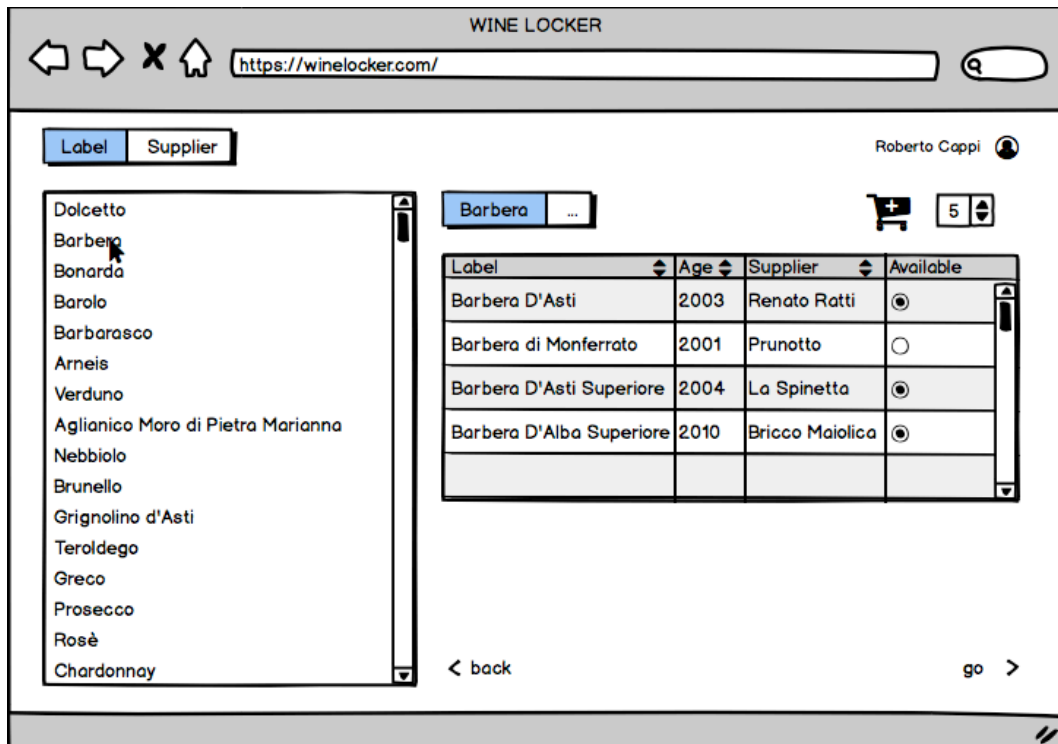 WINE LOCKER
https://winelocker.com/
Label Supplier
Roberto Cappi
Dolcetto
Barbera
Bonarda
Barolo
Barbarasco
Arneis
Verduno
Aglianico Moro di Pietra Marianna
Nebbiolo
Brunello
Grignolino d'Asti
Teroldego
Greco
Prosecco
Rosè
Chardonnay
Barbera ...
5
Label Age Supplier Available
Barbera D'Asti 2003 Renato Ratti
Barbera di Monferrato 2001 Prunotto
Barbera D'Asti Superiore 2004 La Spinetta
Barbera D'Alba Superiore 2010 Bricco Maiolica
< back
go >